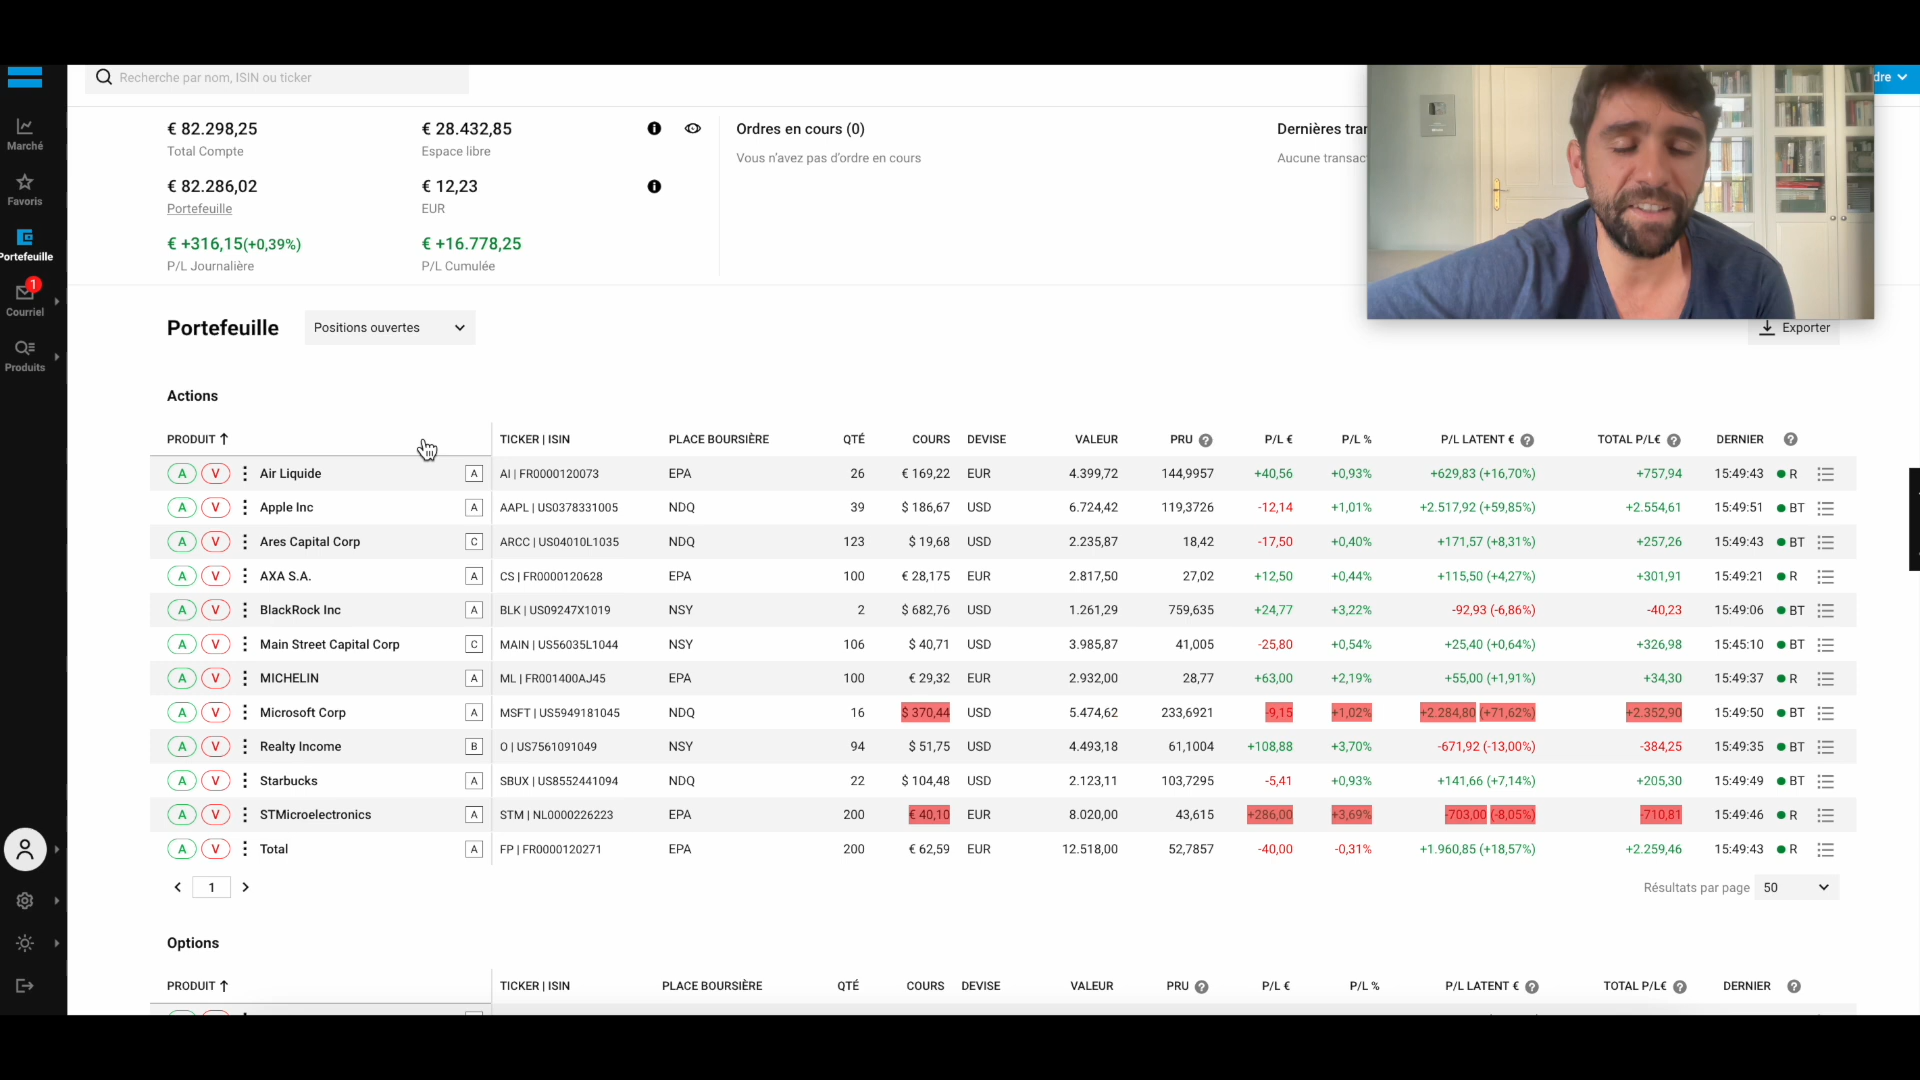 Recherche par nom, ISIN ou ticker
dre
Marché
Favoris
Portefeuille
1
Courriel
Produits
€ 82.298,25
Total Compte
€ 28.432,85
Espace libre
€ 82.286,02
Portefeuille
€ 12,23
EUR
€ +316,15(+0,39%)
P/L Journalière
€ +16.778,25
P/L Cumulée
Ordres en cours (0)
Vous n'avez pas d'ordre en cours
Dernières trar
Aucune transac
Portefeuille Positions ouvertes
Exporter
Actions
PRODUIT TICKER | ISIN PLACE BOURSIÈRE QTÉ COURS DEVISE VALEUR PRU P/L € P/L % P/L LATENT € TOTAL P/L€ DERNIER
A V Air Liquide A AI | FR0000120073 EPA 26 € 169,22 EUR 4.399,72 144,9957 +40,56 +0,93% +629,83 (+16,70%) +757,94 15:49:43 R
A V Apple Inc A AAPL | US0378331005 NDQ 39 $ 186,67 USD 6.724,42 119,3726 -12,14 +1,01% +2.517,92 (+59,85%) +2.554,61 15:49:51 BT
A V Ares Capital Corp C ARCC | US04010L1035 NDQ 123 $ 19,68 USD 2.235,87 18,42 -17,50 +0,40% +171,57 (+8,31%) +257,26 15:49:43 BT
A V AXA S.A. A CS | FR0000120628 EPA 100 € 28,175 EUR 2.817,50 27,02 +12,50 +0,44% +115,50 (+4,27%) +301,91 15:49:21 R
A V BlackRock Inc A BLK | US09247X1019 NSY 2 $ 682,76 USD 1.261,29 759,635 +24,77 +3,22% -92,93 (-6,86%) -40,23 15:49:06 BT
A V Main Street Capital Corp C MAIN | US56035L1044 NSY 106 $ 40,71 USD 3.985,87 41,005 -25,80 +0,54% +25,40 (+0,64%) +326,98 15:45:10 BT
A V MICHELIN A ML | FR001400AJ45 EPA 100 € 29,32 EUR 2.932,00 28,77 +63,00 +2,19% +55,00 (+1,91%) +34,30 15:49:37 R
A V Microsoft Corp A MSFT | US5949181045 NDQ 16 $ 370,44 USD 5.474,62 233,6921 -9,15 +1,02% +2.284,80 (+71,62%) +2.352,90 15:49:50 BT
A V Realty Income B O | US7561091049 NSY 94 $ 51,75 USD 4.493,18 61,1004 +108,88 +3,70% -671,92 (-13,00%) -384,25 15:49:35 BT
A V Starbucks A SBUX | US8552441094 NDQ 22 $ 104,48 USD 2.123,11 103,7295 -5,41 +0,93% +141,66 (+7,14%) +205,30 15:49:49 BT
A V STMicroelectronics A STM | NL0000226223 EPA 200 € 40,10 EUR 8.020,00 43,615 +286,00 +3,69% -703,00 (-8,05%) -710,81 15:49:46 R
A V Total A FP | FR0000120271 EPA 200 € 62,59 EUR 12.518,00 52,7857 -40,00 -0,31% +1.960,85 (+18,57%) +2.259,46 15:49:43 R
1
Résultats par page 50
Options
PRODUIT TICKER | ISIN PLACE BOURSIÈRE QTÉ COURS DEVISE VALEUR PRU P/L € P/L % P/L LATENT € TOTAL P/L€ DERNIER